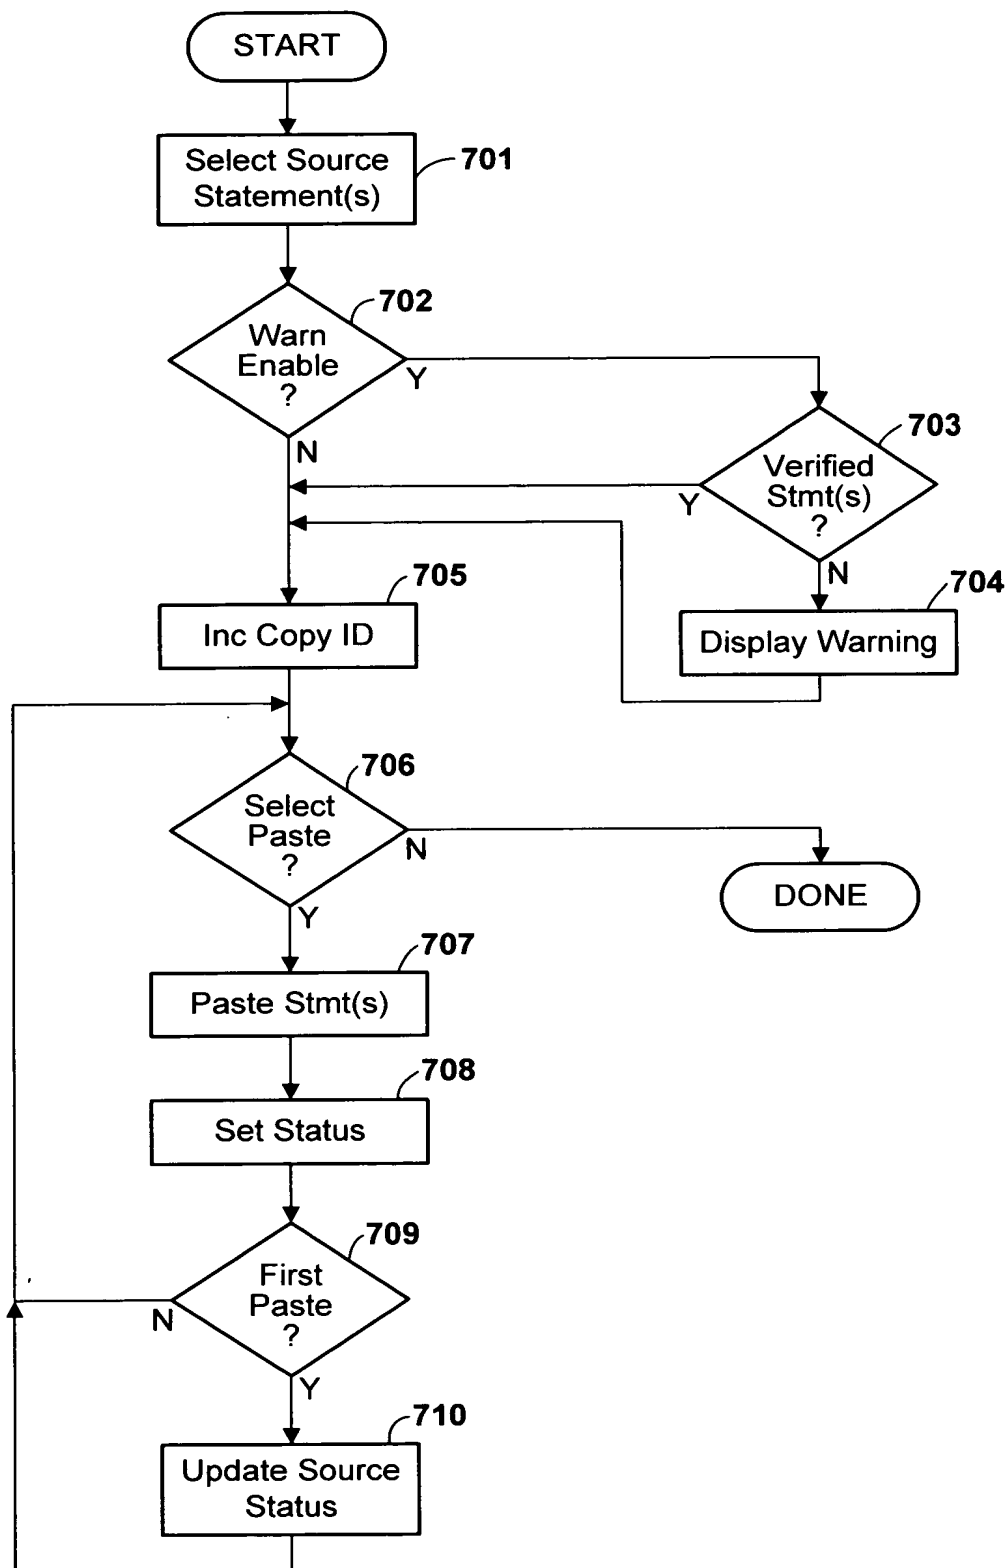 START
Select Source
Statement(s)
701
Warn
Enable
?
702
Y
N
Verified
Stmt(s)
?
703
Y
N
Display Warning
704
Inc Copy ID
705
Select
Paste
?
706
N
Y
DONE
Paste Stmt(s)
707
Set Status
708
First
Paste
?
709
N
Y
Update Source
Status
710